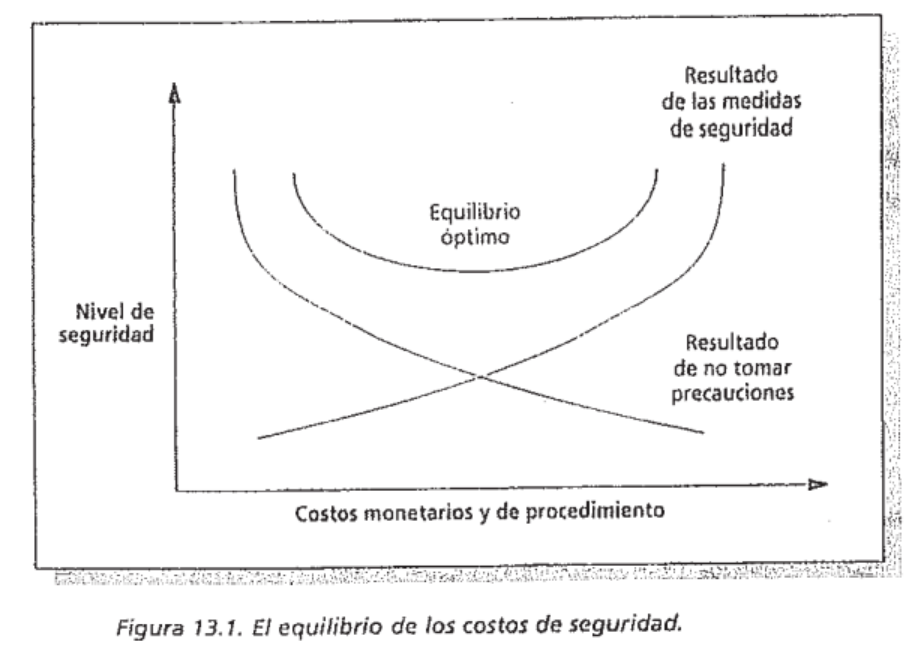 Resultado
de las medidas
de seguridad
Equilibrio
óptimo
Nivel de
seguridad
Resultado
de no tomar
precauciones
Costos monetarios y de procedimiento
Figura 13.1. El equilibrio de los costos de seguridad.